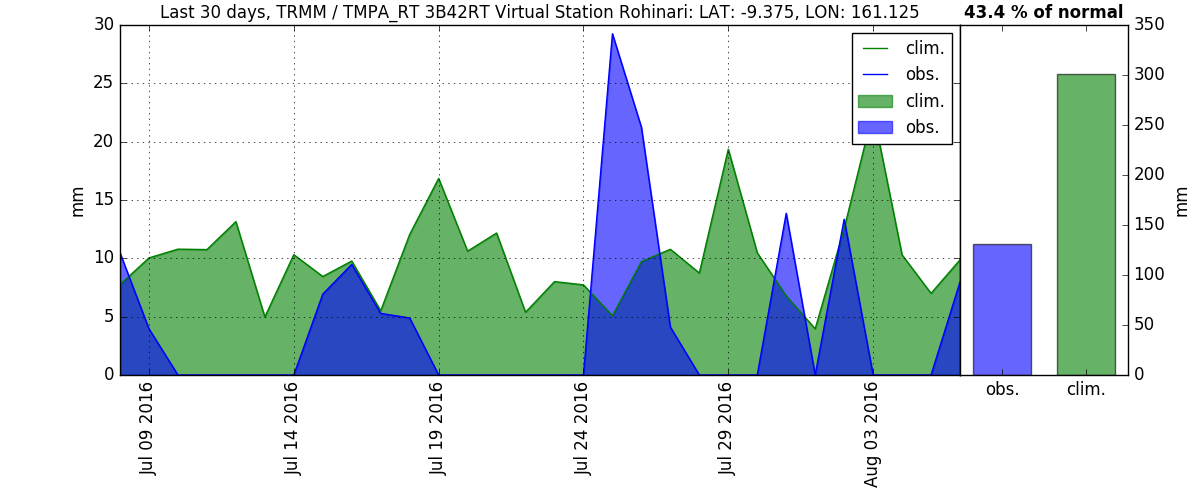 Last 30 days, TRMM / TMPA_RT 3B42RT Virtual Station Rohinari: LAT: -9.375, LON: 161.125
43.4 % of normal
30
25
20
15
10
5
0
mm
clim.
obs.
clim.
obs.
Jul 09 2016
Jul 14 2016
Jul 19 2016
Jul 24 2016
Jul 29 2016
Aug 03 2016
350
300
250
200
150
100
50
0
mm
obs.
clim.